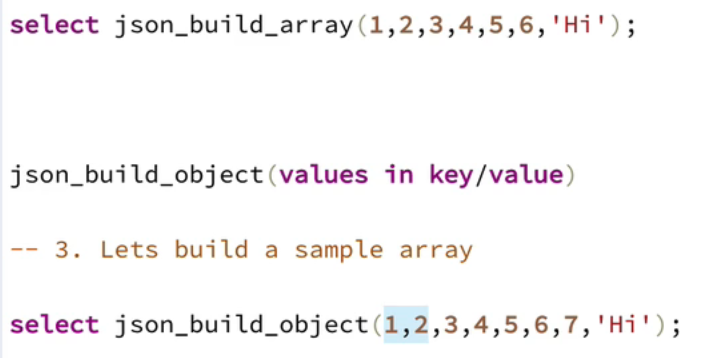 select json_build_array(1,2,3,4,5,6,'Hi');
json_build_object(values in key/value)
-- 3. Lets build a sample array
select json_build_object(1,2,3,4,5,6,7,'Hi');